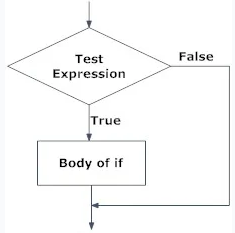 Test
Expression
False
True
Body of if